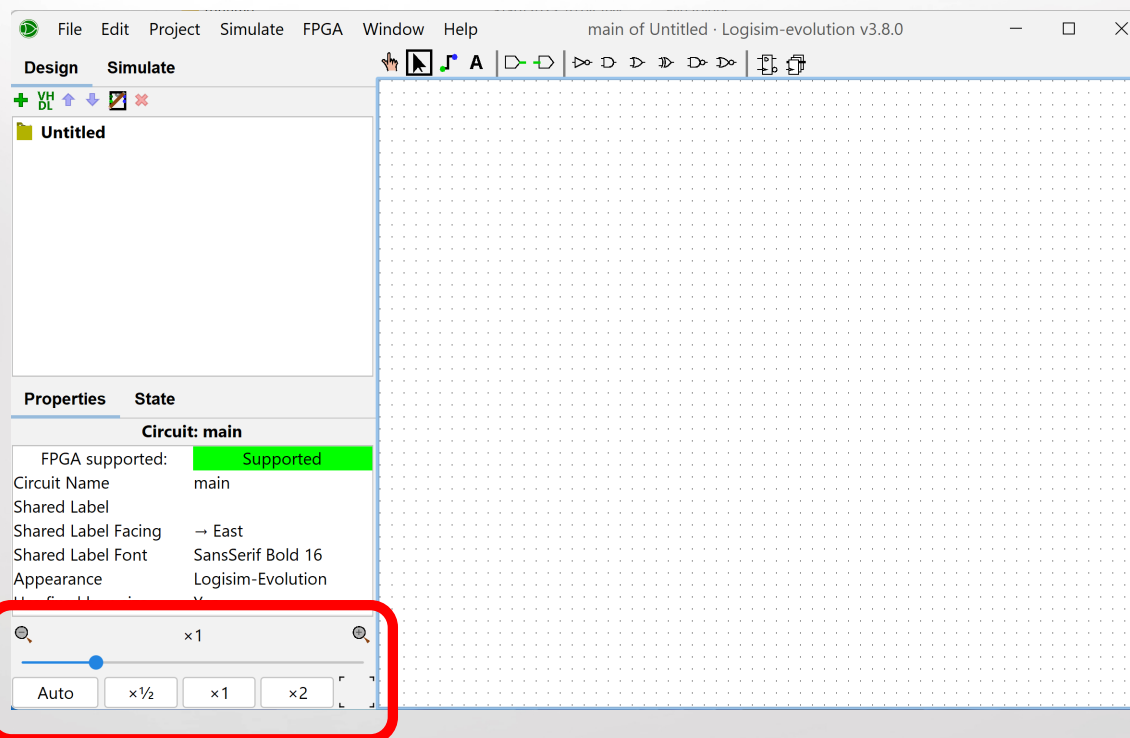 File Edit Project Simulate FPGA Window Help main of Untitled · Logisim-evolution v3.8.0
Design Simulate
A
VH
DL
Untitled
Properties State
Circuit: main
FPGA supported: Supported
Circuit Name main
Shared Label
Shared Label Facing → East
Shared Label Font SansSerif Bold 16
Appearance Logisim-Evolution
×1
Auto ×½ ×1 ×2